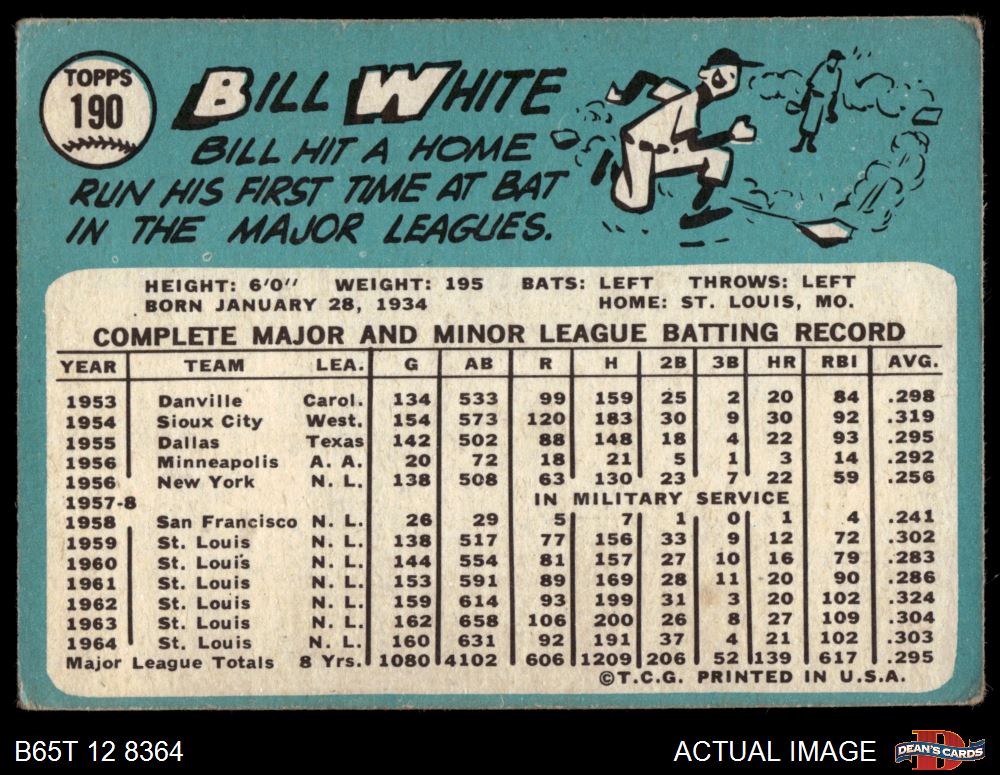 TOPPS
190
BILL WHITE
BILL HIT A HOME
RUN HIS FIRST TIME AT BAT
IN THE MAJOR LEAGUES.
HEIGHT: 6'0" WEIGHT: 195 BATS: LEFT THROWS: LEFT
BORN JANUARY 28, 1934 HOME: ST. LOUIS, MO.
COMPLETE MAJOR AND MINOR LEAGUE BATTING RECORD
YEAR TEAM LEA. G AB R H 2B 3B HR RBI AVG.
1953 Danville Carol. 134 533 99 159 25 2 20 84 .298
1954 Sioux City West. 154 573 120 183 30 9 30 92 .319
1955 Dallas Texas 142 502 88 148 18 4 22 93 .295
1956 Minneapolis A. A. 20 72 18 21 5 1 3 14 .292
1956 New York N. L. 138 508 63 130 23 7 22 59 .256
1957-8 IN MILITARY SERVICE
1958 San Francisco N. L. 26 29 5 7 1 0 1 4 .241
1959 St. Louis N. L. 138 517 77 156 33 9 12 72 .302
1960 St. Louis N. L. 144 554 81 157 27 10 16 79 .283
1961 St. Louis N. L. 153 591 89 169 28 11 20 90 .286
1962 St. Louis N. L. 159 614 93 199 31 3 20 102 .324
1963 St. Louis N. L. 162 658 106 200 26 8 27 109 .304
1964 St. Louis N. L. 160 631 92 191 37 4 21 102 .303
Major League Totals 8 Yrs. 1080 4102 606 1209 206 52 139 617 .295
©T.C.G. PRINTED IN U.S.A.
B65T 12 8364 ACTUAL IMAGE DEAN'S CARDS